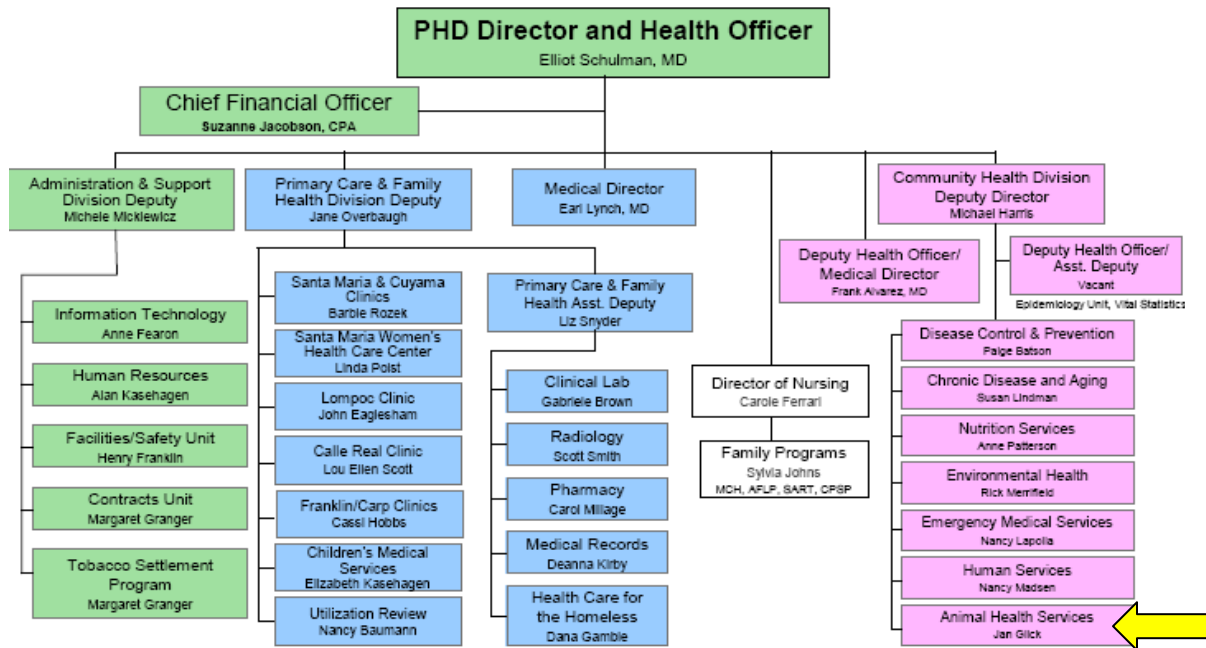 PHD Director and Health Officer
Elliot Schulman, MD
Chief Financial Officer
Suzanne Jacobson, CPA
Administration & Support
Division Deputy
Michele Mickiewicz
Primary Care & Family
Health Division Deputy
Jane Overbaugh
Medical Director
Earl Lynch, MD
Community Health Division
Deputy Director
Michael Harris
Deputy Health Officer/
Medical Director
Frank Alvarez, MD
Deputy Health Officer/
Asst. Deputy
Vacant
Epidemiology Unit, Vital Statistics
Information Technology
Anne Fearon
Human Resources
Alan Kasehagen
Facilities/Safety Unit
Henry Franklin
Contracts Unit
Margaret Granger
Tobacco Settlement
Program
Margaret Granger
Santa Maria & Cuyama
Clinics
Barbie Rozek
Santa Maria Women's
Health Care Center
Linda Polst
Lompoc Clinic
John Eaglesham
Calle Real Clinic
Lou Ellen Scott
Franklin/Carp Clinics
Cassi Hobbs
Children's Medical
Services
Elizabeth Kasehagen
Utilization Review
Nancy Baumann
Primary Care & Family
Health Asst. Deputy
Liz Snyder
Clinical Lab
Gabriele Brown
Radiology
Scott Smith
Pharmacy
Carol Millage
Medical Records
Deanna Kirby
Health Care for
the Homeless
Dana Gamble
Director of Nursing
Carole Ferrari
Family Programs
Sylvia Johns
MCH, AFLP, SART, CPSP
Disease Control & Prevention
Paige Batson
Chronic Disease and Aging
Susan Lindman
Nutrition Services
Anne Patterson
Environmental Health
Rick Merrifield
Emergency Medical Services
Nancy Lapolla
Human Services
Nancy Madsen
Animal Health Services
Jan Glick